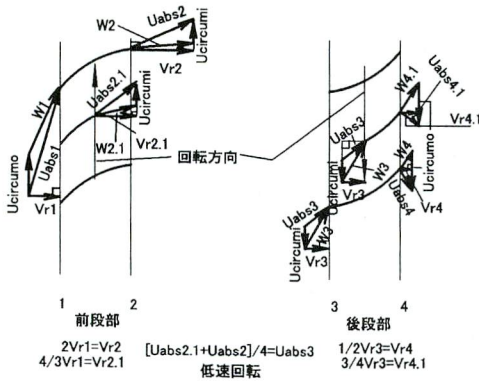 Uabs2
W2
Ucircumi
Vr2
W1
Uabs2.1
Ucircumi
Uabs1
Vr2.1
W2.1
Ucircumo
Vr1
回転方向
W4.1
Uabs4.1
Ucircumo
Vr4.1
Uabs3
W4
Ucircumi
W3
Vr3
Uabs4
Vr4
Uabs3
Ucircumi
W3
Vr3
1 2
3 4
前段部
後段部
2Vr1=Vr2
4/3Vr1=Vr2.1
[Uabs2.1+Uabs2]/4=Uabs3
1/2Vr3=Vr4
3/4Vr3=Vr4.1
低速回転